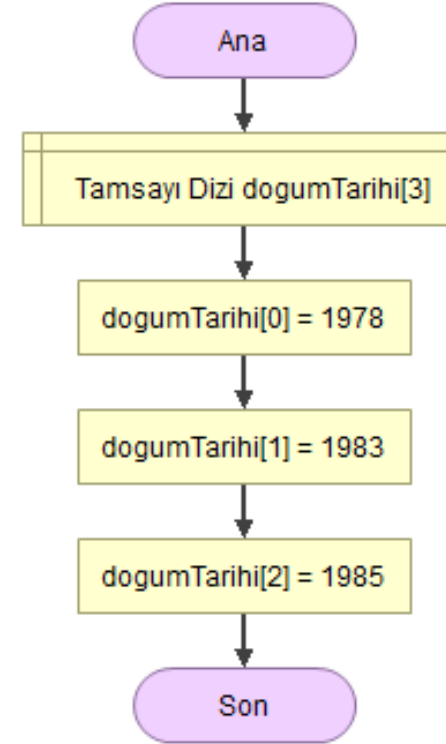 Ana
Tamsayı Dizi dogumTarihi[3]
dogumTarihi[0] = 1978
dogumTarihi[1] = 1983
dogumTarihi[2] = 1985
Son